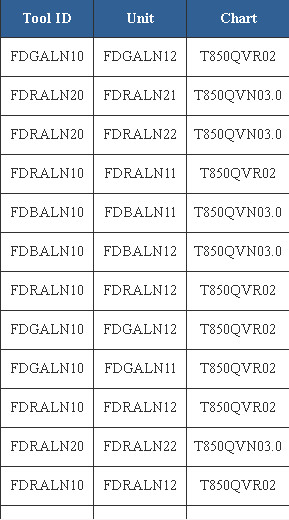 Tool ID Unit Chart
FDGALN10 FDGALN12 T850QVR02
FDRALN20 FDRALN21 T850QVN03.0
FDRALN20 FDRALN22 T850QVN03.0
FDRALN10 FDRALN11 T850QVR02
FDBALN10 FDBALN11 T850QVN03.0
FDBALN10 FDBALN12 T850QVN03.0
FDRALN10 FDRALN12 T850QVR02
FDGALN10 FDGALN12 T850QVR02
FDGALN10 FDGALN11 T850QVR02
FDRALN10 FDRALN12 T850QVR02
FDRALN20 FDRALN22 T850QVN03.0
FDRALN10 FDRALN12 T850QVR02